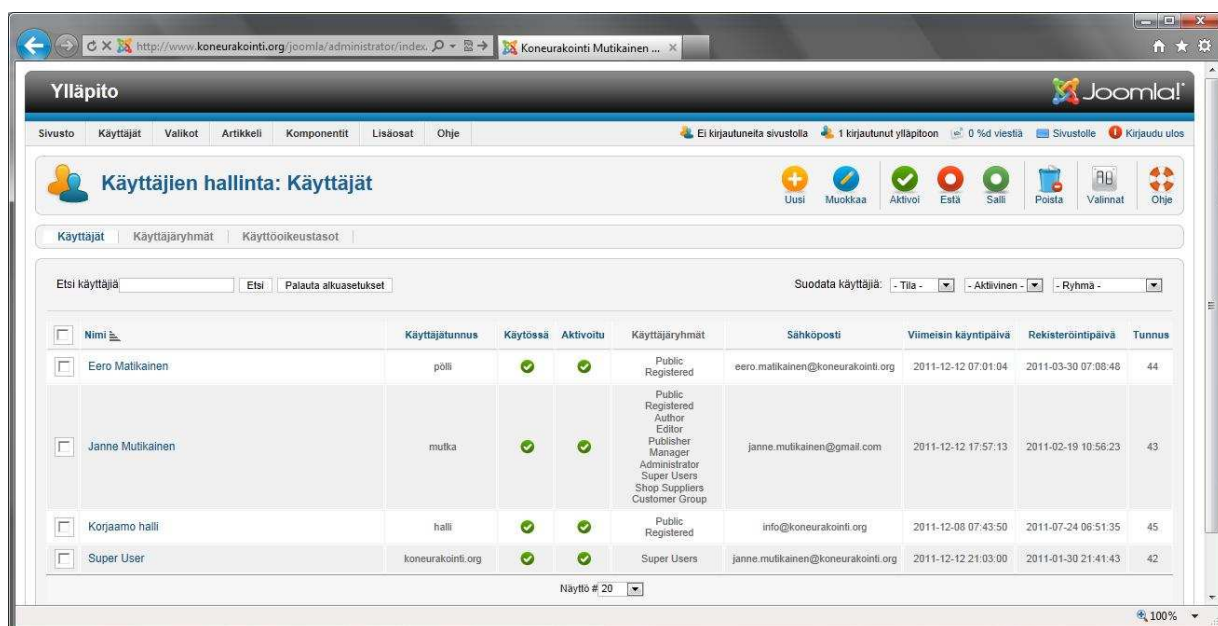 http://www.koneurakointi.org/joomla/administrator/index. Koneurakointi Mutikainen ...
Ylläpito Joomla!
Sivusto Käyttäjät Valikot Artikkeli Komponentit Lisäosat Ohje Ei kirjautuneita sivustolla 1 kirjautunut ylläpitoon 0 %d viestiä Sivustolle Kirjaudu ulos
Käyttäjien hallinta: Käyttäjät
Uusi Muokkaa Aktivoi Estä Salli Poista Valinnat Ohje
Käyttäjät Käyttäjäryhmät Käyttöoikeustasot
Etsi käyttäjiä Etsi Palauta alkuasetukset Suodata käyttäjiä: - Tila - - Aktiivinen - - Ryhmä -
Nimi Käyttäjätunnus Käytössä Aktivoitu Käyttäjäryhmät Sähköposti Viimeisin käyntipäivä Rekisteröintipäivä Tunnus
Eero Matikainen pölli Public
Registered eero.matikainen@koneurakointi.org 2011-12-12 07:01:04 2011-03-30 07:08:48 44
Janne Mutikainen mutka Public
Registered
Author
Editor
Publisher
Manager
Administrator
Super Users
Shop Suppliers
Customer Group janne.mutikainen@gmail.com 2011-12-12 17:57:13 2011-02-19 10:56:23 43
Korjaamo halli halli Public
Registered info@koneurakointi.org 2011-12-08 07:43:50 2011-07-24 06:51:35 45
Super User koneurakointi.org Super Users janne.mutikainen@koneurakointi.org 2011-12-12 21:03:00 2011-01-30 21:41:43 42
Näyttö # 20
100%